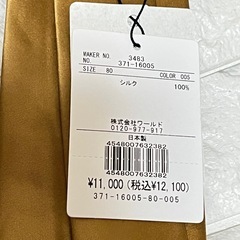 MAKER NO. 3483
NO. 371-16005
SIZE 80 COLOR 005
シルク 100%
株式会社ワールド
0120-977-917
日本製
4548007632382
4548007632382
¥11,000(税込¥12,100)
371-16005-80-005